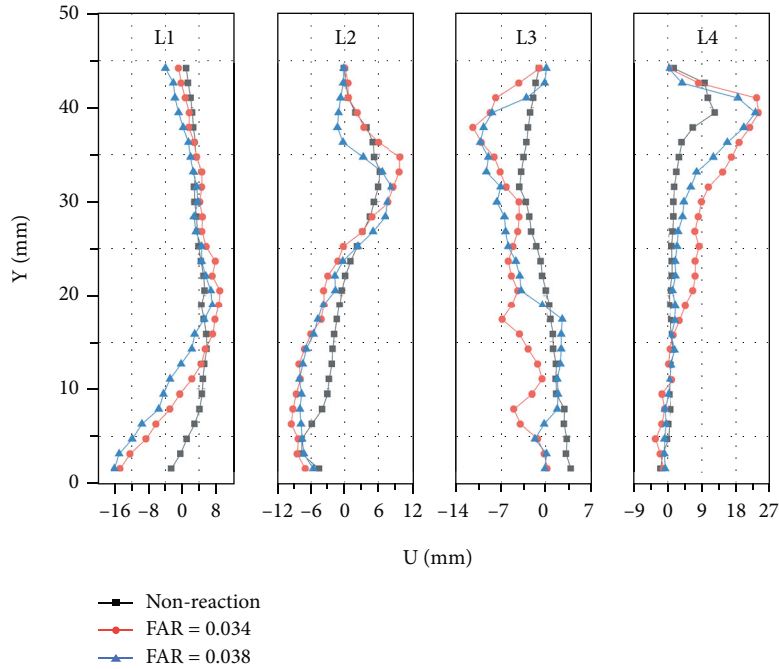 L1 L2 L3 L4
50
40
30
20
10
0
Y (mm)
−16 −8 0 8 −12 −6 0 6 12 −14 −7 0 7 −9 0 9 18 27
U (mm)
Non-reaction
FAR = 0.034
FAR = 0.038